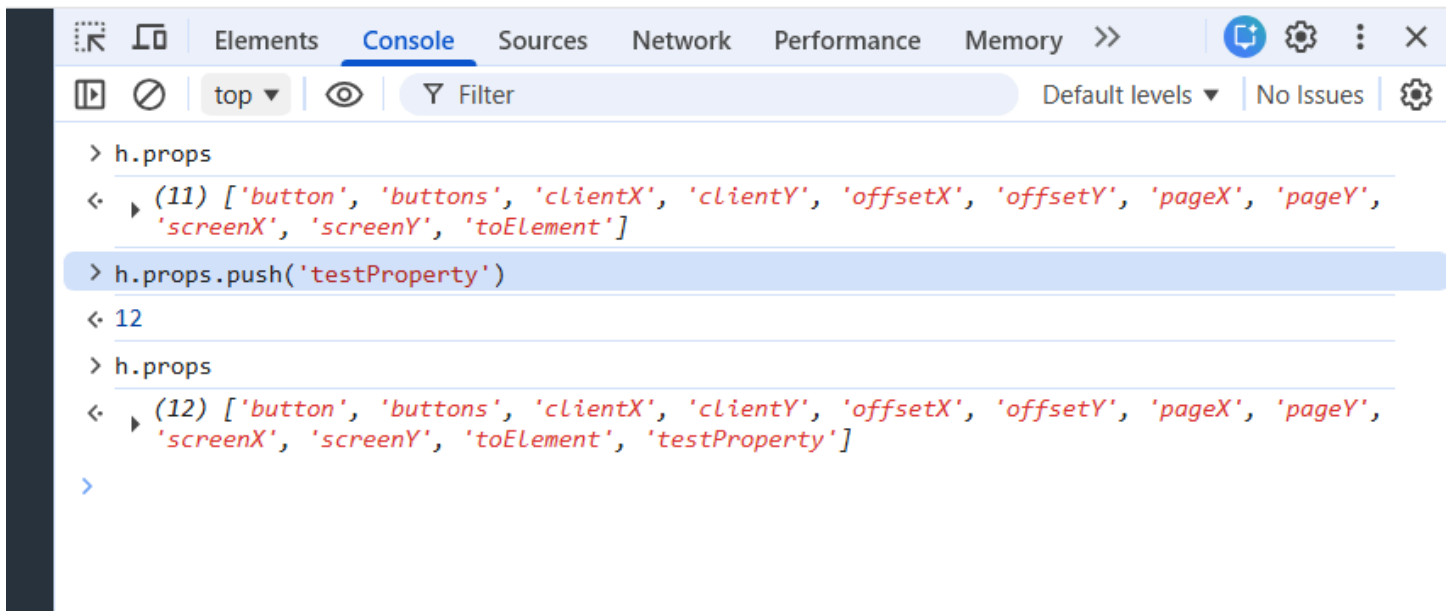 Elements Console Sources Network Performance Memory
top Filter Default levels No Issues
> h.props
(11) ['button', 'buttons', 'clientX', 'clientY', 'offsetX', 'offsetY', 'pageX', 'pageY',
'screenX', 'screenY', 'toElement']
> h.props.push('testProperty')
12
> h.props
(12) ['button', 'buttons', 'clientX', 'clientY', 'offsetX', 'offsetY', 'pageX', 'pageY',
'screenX', 'screenY', 'toElement', 'testProperty']
>